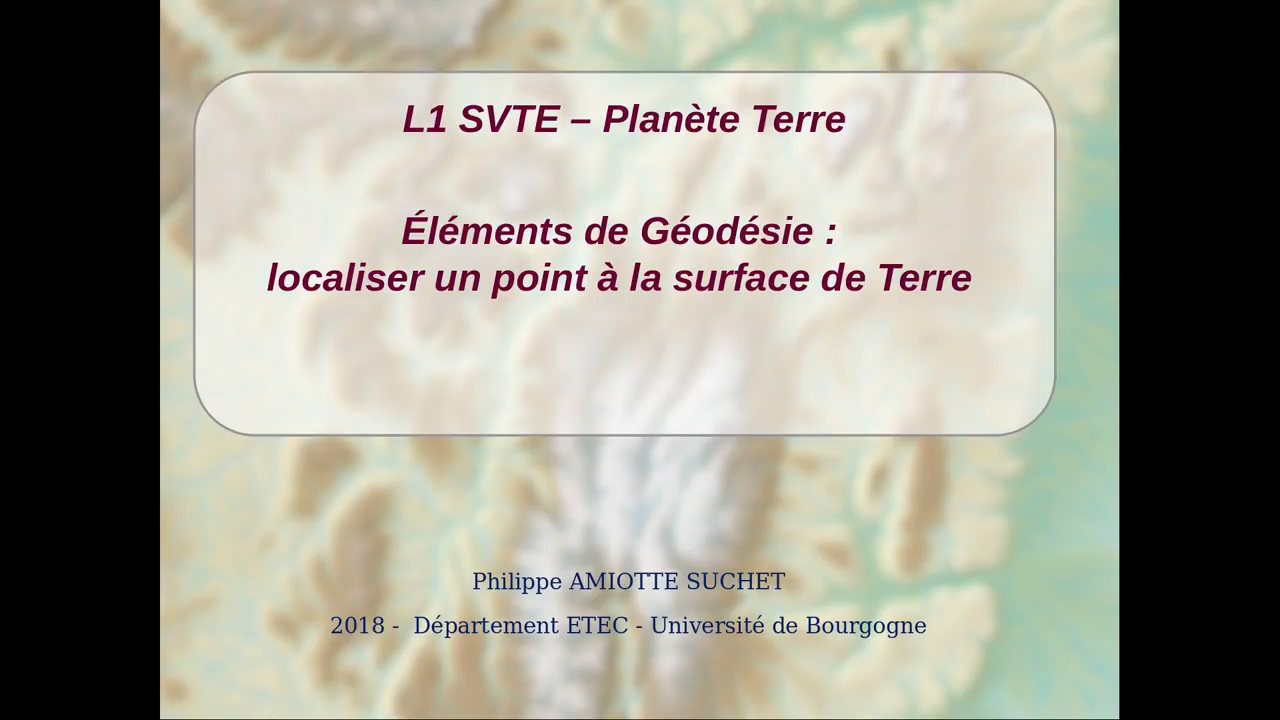 L1 SVTE – Planète Terre
Éléments de Géodésie :
localiser un point à la surface de Terre
Philippe AMIOTTE SUCHET
2018 - Département ETEC - Université de Bourgogne